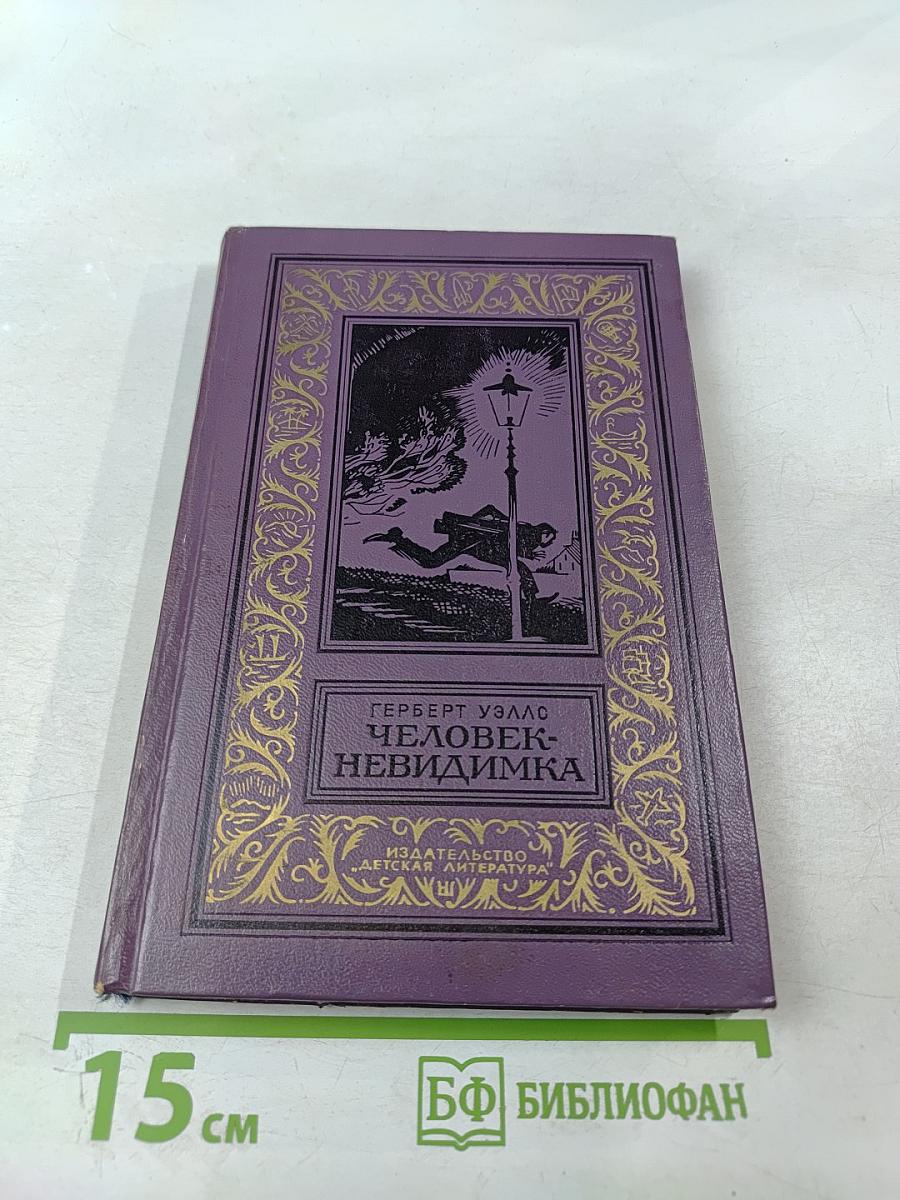 ГЕРБЕРТ УЭЛЛС
ЧЕЛОВЕК-
НЕВИДИМКА
ИЗДАТЕЛЬСТВО
„ДЕТСКАЯ ЛИТЕРАТУРА"
15 см
БФ БИБЛИОФАН